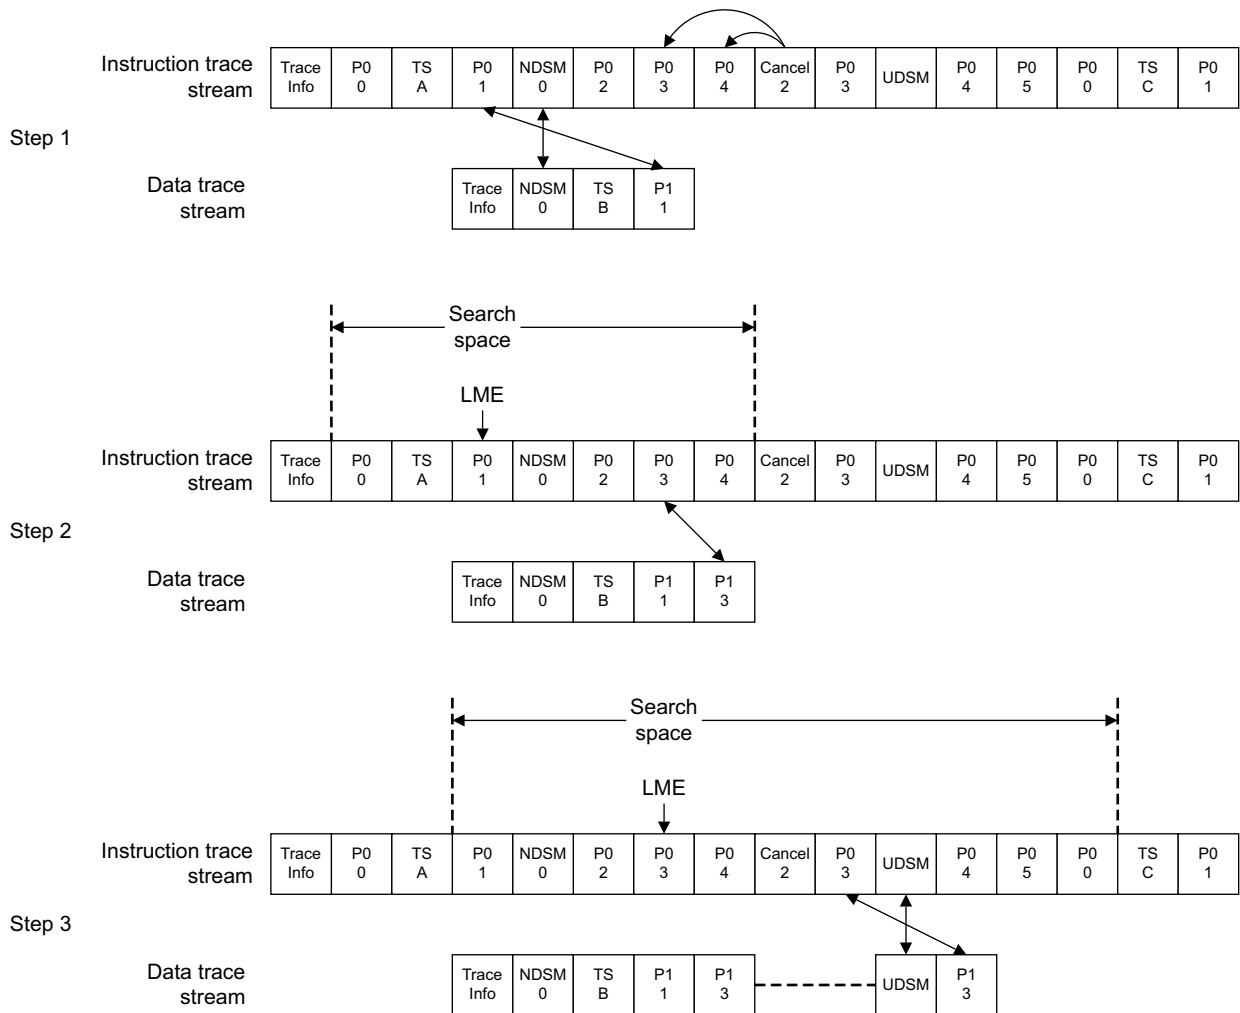 Instruction trace
stream
Trace
Info
P0
0
TS
A
P0
1
NDSM
0
P0
2
P0
3
P0
4
Cancel
2
P0
3
UDSM
P0
4
P0
5
P0
0
TS
C
P0
1
Step 1
Data trace
stream
Trace
Info
NDSM
0
TS
B
P1
1
Search
space
LME
Instruction trace
stream
Trace
Info
P0
0
TS
A
P0
1
NDSM
0
P0
2
P0
3
P0
4
Cancel
2
P0
3
UDSM
P0
4
P0
5
P0
0
TS
C
P0
1
Step 2
Data trace
stream
Trace
Info
NDSM
0
TS
B
P1
1
P1
3
Search
space
LME
Instruction trace
stream
Trace
Info
P0
0
TS
A
P0
1
NDSM
0
P0
2
P0
3
P0
4
Cancel
2
P0
3
UDSM
P0
4
P0
5
P0
0
TS
C
P0
1
Step 3
Data trace
stream
Trace
Info
NDSM
0
TS
B
P1
1
P1
3
UDSM
P1
3